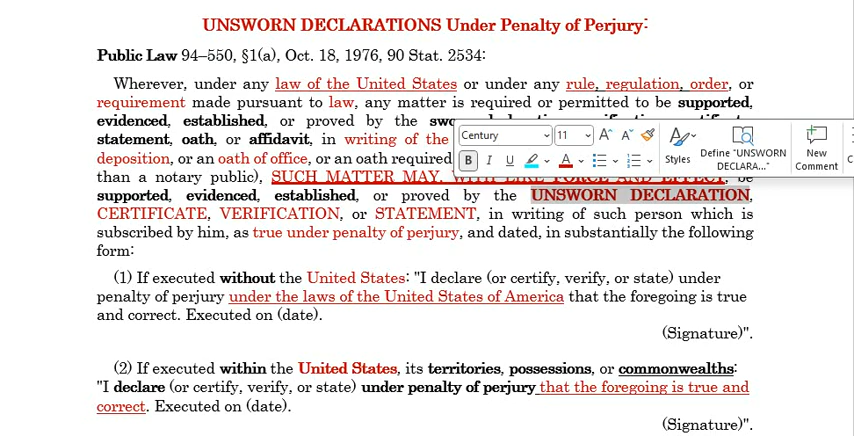 UNSWORN DECLARATIONS Under Penalty of Perjury:
Public Law 94–550, §1(a), Oct. 18, 1976, 90 Stat. 2534:
Wherever, under any law of the United States or under any rule, regulation, order, or
requirement made pursuant to law, any matter is required or permitted to be supported,
evidenced, established, or proved by the
statement, oath, or affidavit, in writing of the
deposition, or an oath of office, or an oath required
than a notary public), SUCH MATTER MAY, WITH LIKE FORCE AND EFFECT, be
supported, evidenced, established, or proved by the UNSWORN DECLARATION,
CERTIFICATE, VERIFICATION, or STATEMENT, in writing of such person which is
subscribed by him, as true under penalty of perjury, and dated, in substantially the following
form:
Century 11 A A A Styles Define "UNSWORN DECLARA..." New Comment
B I U A
(1) If executed without the United States: "I declare (or certify, verify, or state) under
penalty of perjury under the laws of the United States of America that the foregoing is true
and correct. Executed on (date).
(Signature)".
(2) If executed within the United States, its territories, possessions, or commonwealths:
"I declare (or certify, verify, or state) under penalty of perjury that the foregoing is true and
correct. Executed on (date).
(Signature)".